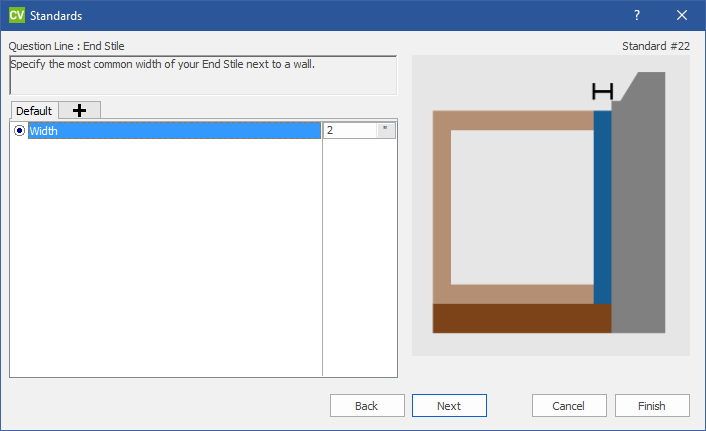 CV Standards ?
Question Line : End Stile Standard #22
Specify the most common width of your End Stile next to a wall.
Default
Width 2 "
Back Next Cancel Finish